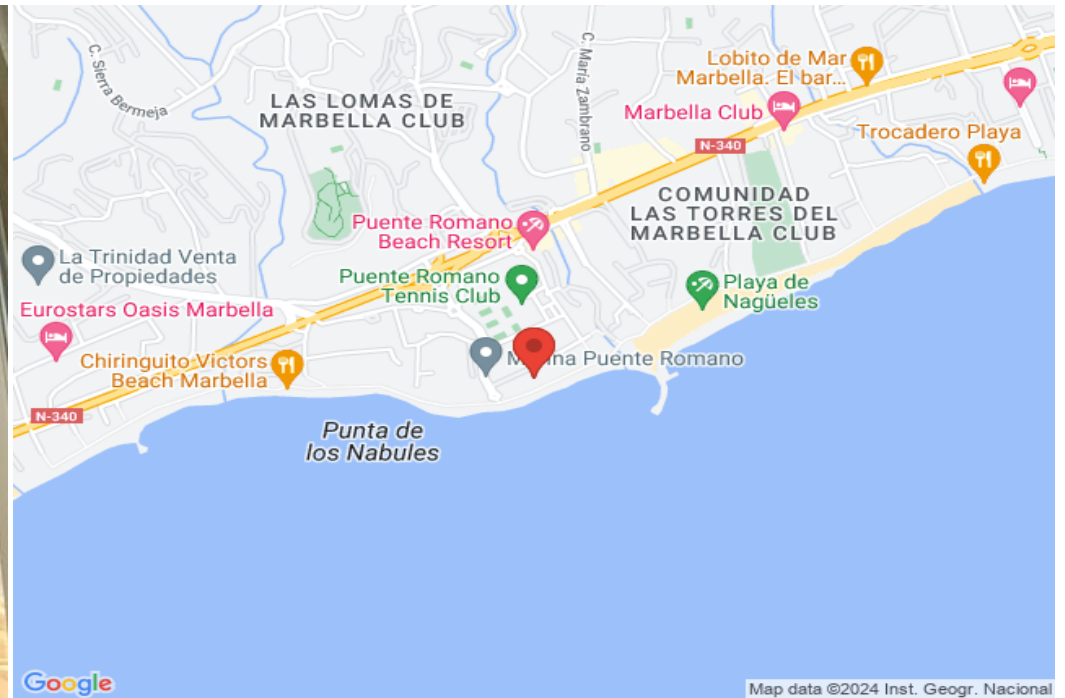 C. Sierra Bermeja
LAS LOMAS DE
MARBELLA CLUB
C. María Zambrano
Lobito de Mar
Marbella. El bar...
Marbella Club
N-340
Trocadero Playa
COMUNIDAD
LAS TORRES DEL
MARBELLA CLUB
Puente Romano
Beach Resort
La Trinidad Venta
de Propiedades
Puente Romano
Tennis Club
Playa de
Nagüeles
Eurostars Oasis Marbella
Puente Romano
Chiringuito Victors
Beach Marbella
N-340
Punta de
los Nabules
Google
Map data ©2024 Inst. Geogr. Nacional